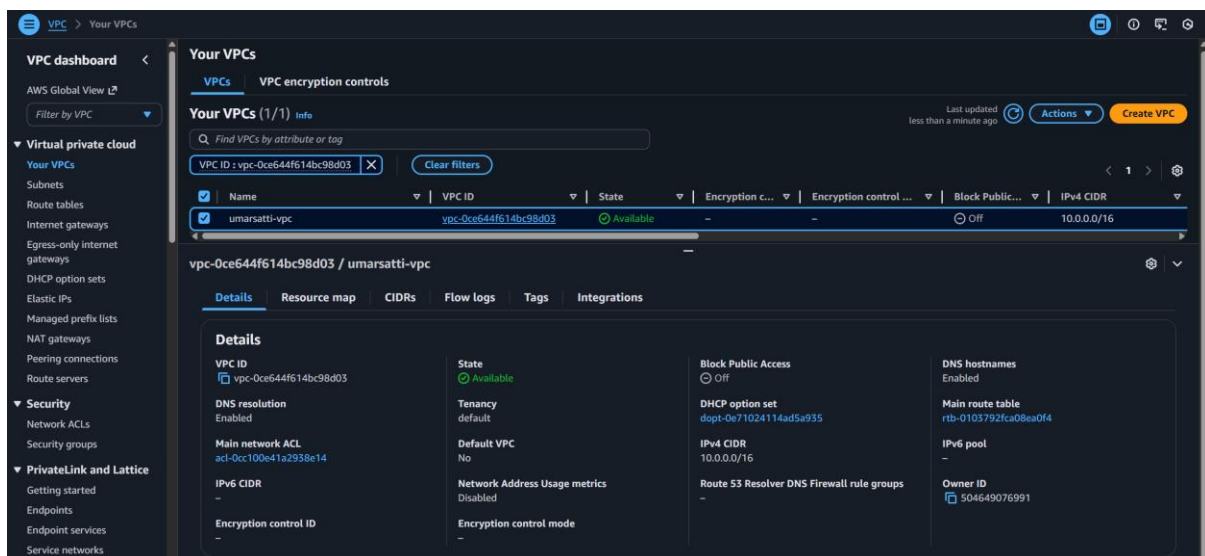 VPC > Your VPCs
VPC dashboard
AWS Global View
Filter by VPC
Virtual private cloud
Your VPCs
Subnets
Route tables
Internet gateways
Egress-only internet
gateways
DHCP option sets
Elastic IPs
Managed prefix lists
NAT gateways
Peering connections
Route servers
Security
Network ACLs
Security groups
PrivateLink and Lattice
Getting started
Endpoints
Endpoint services
Service networks
Your VPCs
VPCs VPC encryption controls
Your VPCs (1/1) Info
Last updated
less than a minute ago
Actions Create VPC
Find VPCs by attribute or tag
VPC ID : vpc-0ce644f614bc98d03 Clear filters
1
Name VPC ID State Encryption c... Encryption control ... Block Public... IPv4 CIDR
umarsatti-vpc vpc-0ce644f614bc98d03 Available – – Off 10.0.0.0/16
vpc-0ce644f614bc98d03 / umarsatti-vpc
Details Resource map CIDRs Flow logs Tags Integrations
Details
VPC ID State Block Public Access DNS hostnames
vpc-0ce644f614bc98d03 Available Off Enabled
DNS resolution Tenancy DHCP option set Main route table
Enabled default dopt-0e71024114ad5a935 rtb-0103792fca08ea0f4
Main network ACL Default VPC IPv4 CIDR IPv6 pool
acl-0cc100e41a2938e14 No 10.0.0.0/16 –
IPv6 CIDR Network Address Usage metrics Route 53 Resolver DNS Firewall rule groups Owner ID
– Disabled – 504649076991
Encryption control ID Encryption control mode
– –